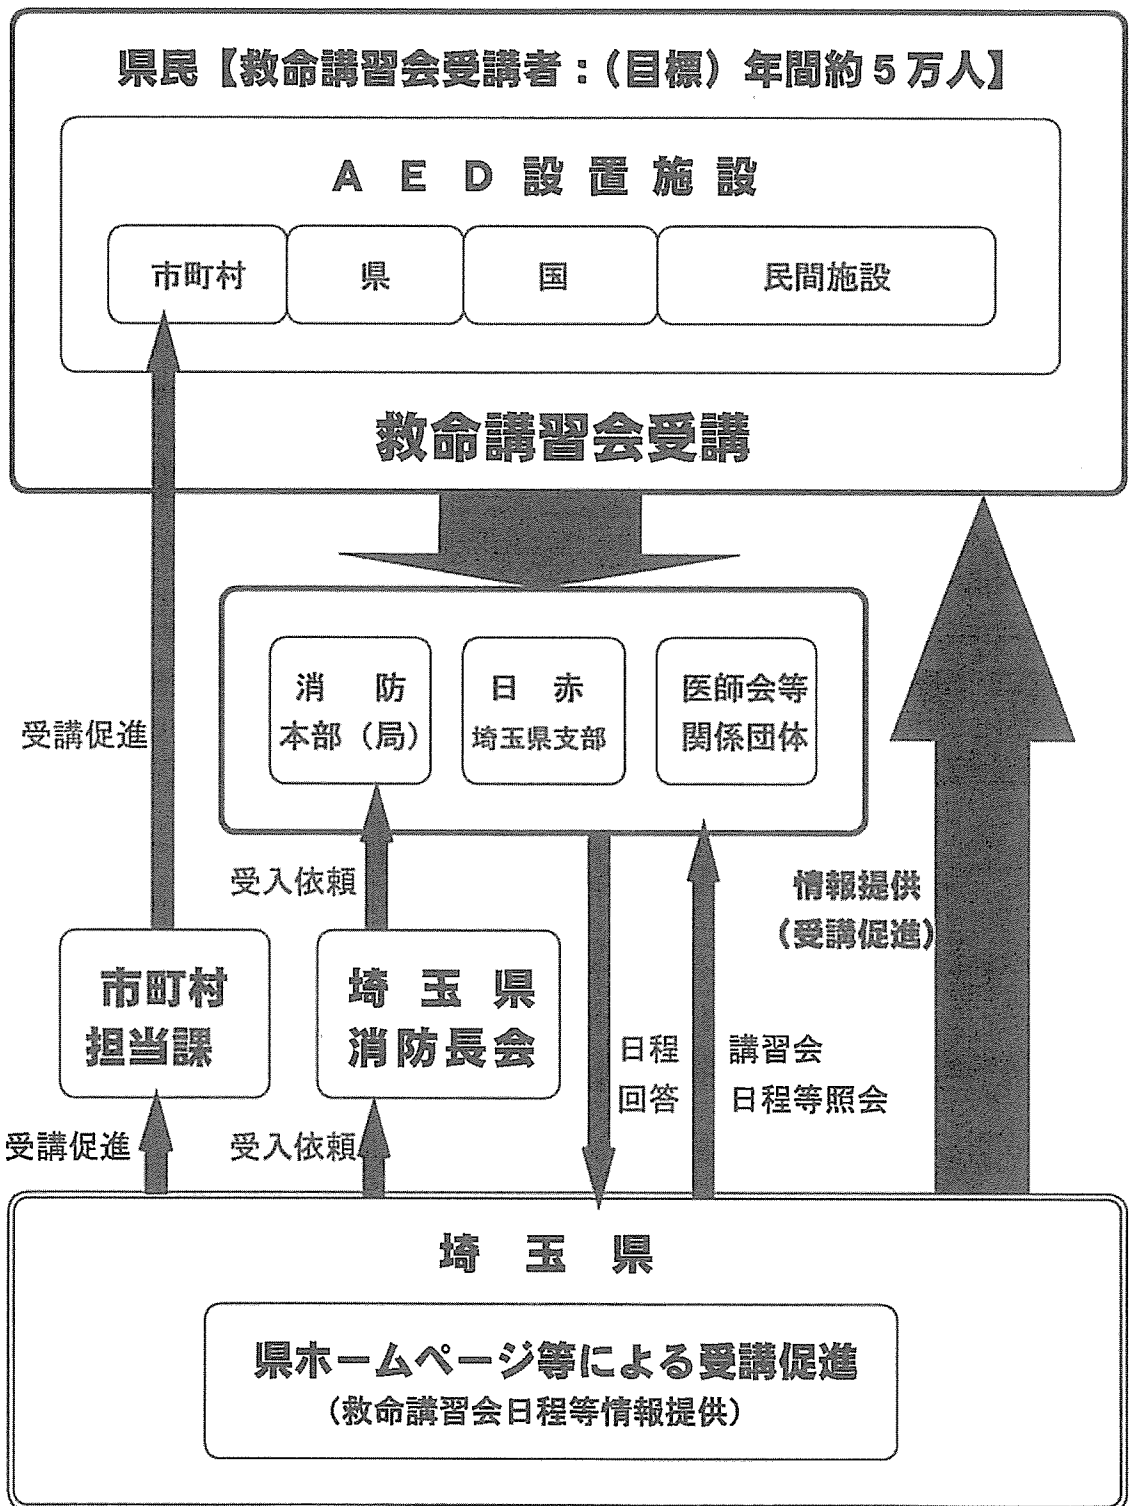 県民【救命講習会受講者：（目標）年間約５万人】
ＡＥＤ設置施設
市町村 県 国 民間施設
救命講習会受講
消防 日赤 医師会等
本部（局） 埼玉県支部 関係団体
受講促進
受入依頼
情報提供
（受講促進）
市町村
担当課
埼玉県
消防長会
日程
回答
講習会
日程等照会
受講促進
受入依頼
埼玉県
県ホームページ等による受講促進
（救命講習会日程等情報提供）